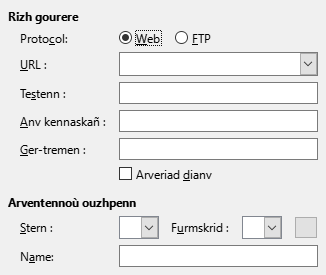 Rizh gourere
Protocol: Web FTP
URL :
Testenn :
Anv kennaskañ :
Ger-tremen :
Arveriad dianv
Arventennoù ouzhpenn
Stern : Furmskrid :
Name: